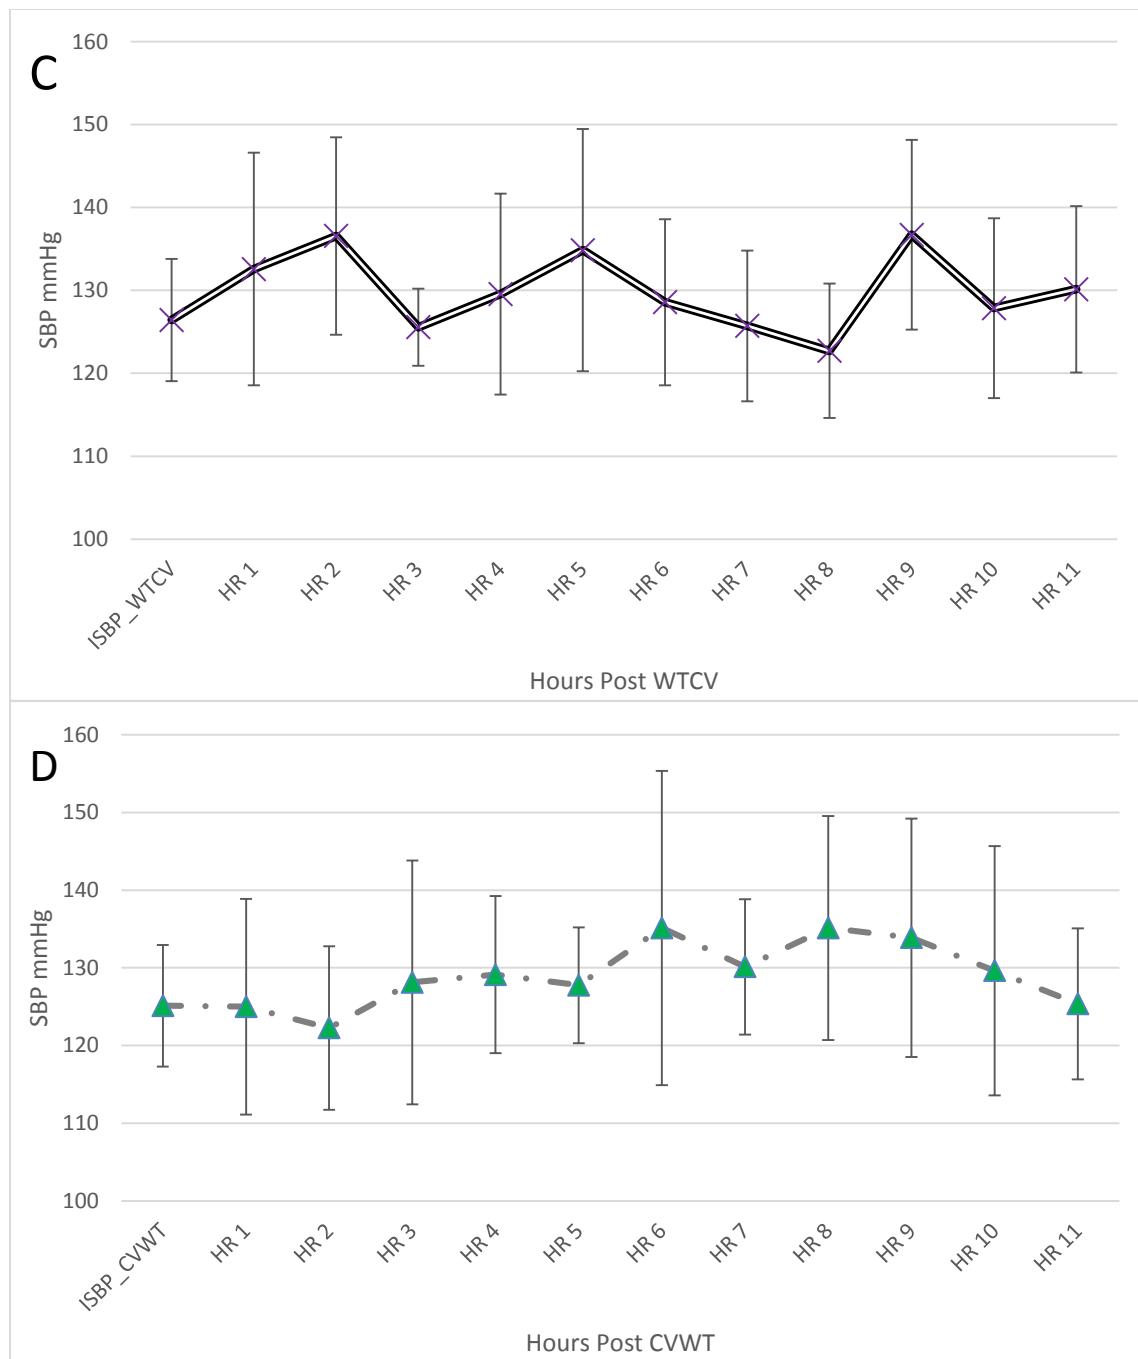 C
160
150
140
130
120
110
100
SBP mmHg
ISBP_WTCV
HR 1
HR 2
HR 3
HR 4
HR 5
HR 6
HR 7
HR 8
HR 9
HR 10
HR 11
Hours Post WTCV
D
160
150
140
130
120
110
100
SBP mmHg
ISBP_CVWT
HR 1
HR 2
HR 3
HR 4
HR 5
HR 6
HR 7
HR 8
HR 9
HR 10
HR 11
Hours Post CVWT